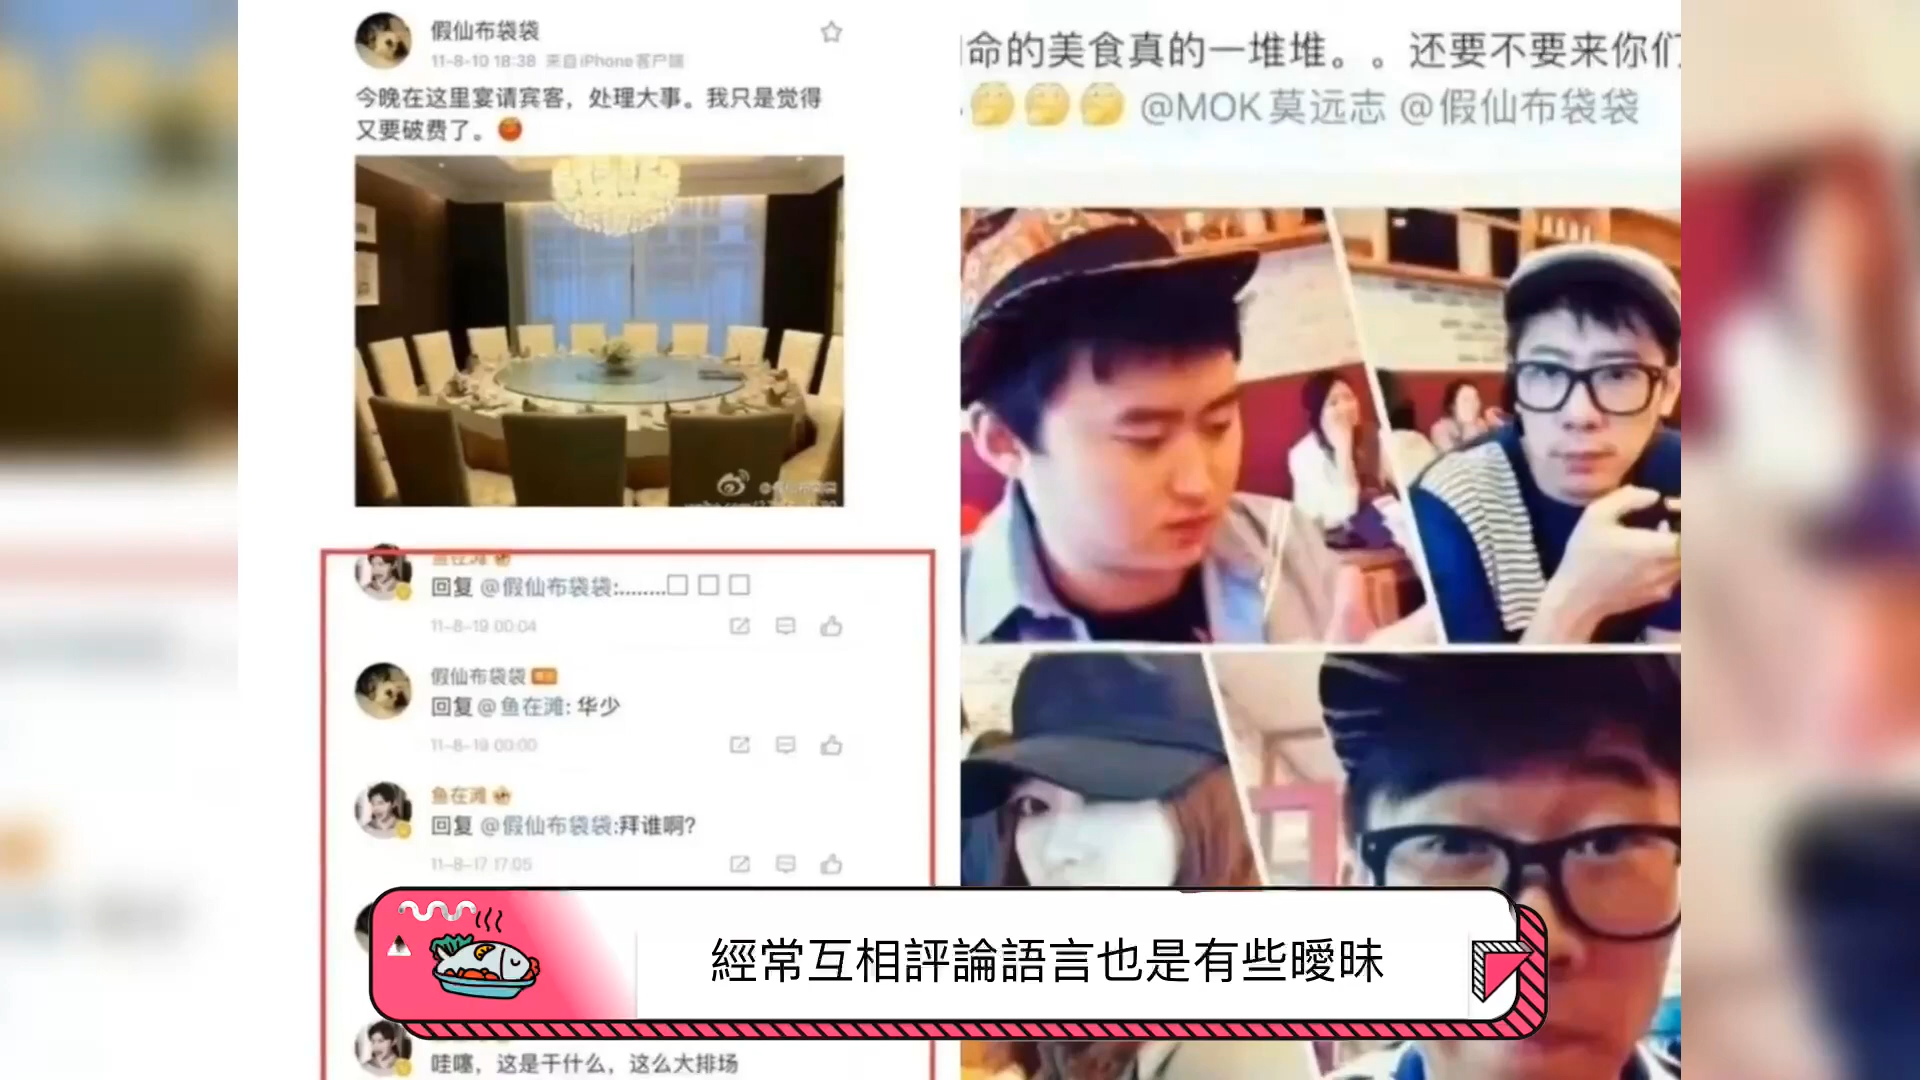 假仙布袋袋
11-8-10 18:38 来自iPhone客户端
今晚在这里宴请宾客，处理大事。我只是觉得
又要破费了。
鱼在滩
回复 @假仙布袋袋:.........□ □ □
11-8-19 00:04
假仙布袋袋
回复@鱼在滩: 华少
11-8-19 00:00
鱼在滩
回复 @假仙布袋袋:拜谁啊?
11-8-17 17:05
哇噻，这是干什么，这么大排场
命的美食真的一堆堆。。还要不要来你们
@MOK莫远志 @假仙布袋袋
經常互相評論語言也是有些曖昧